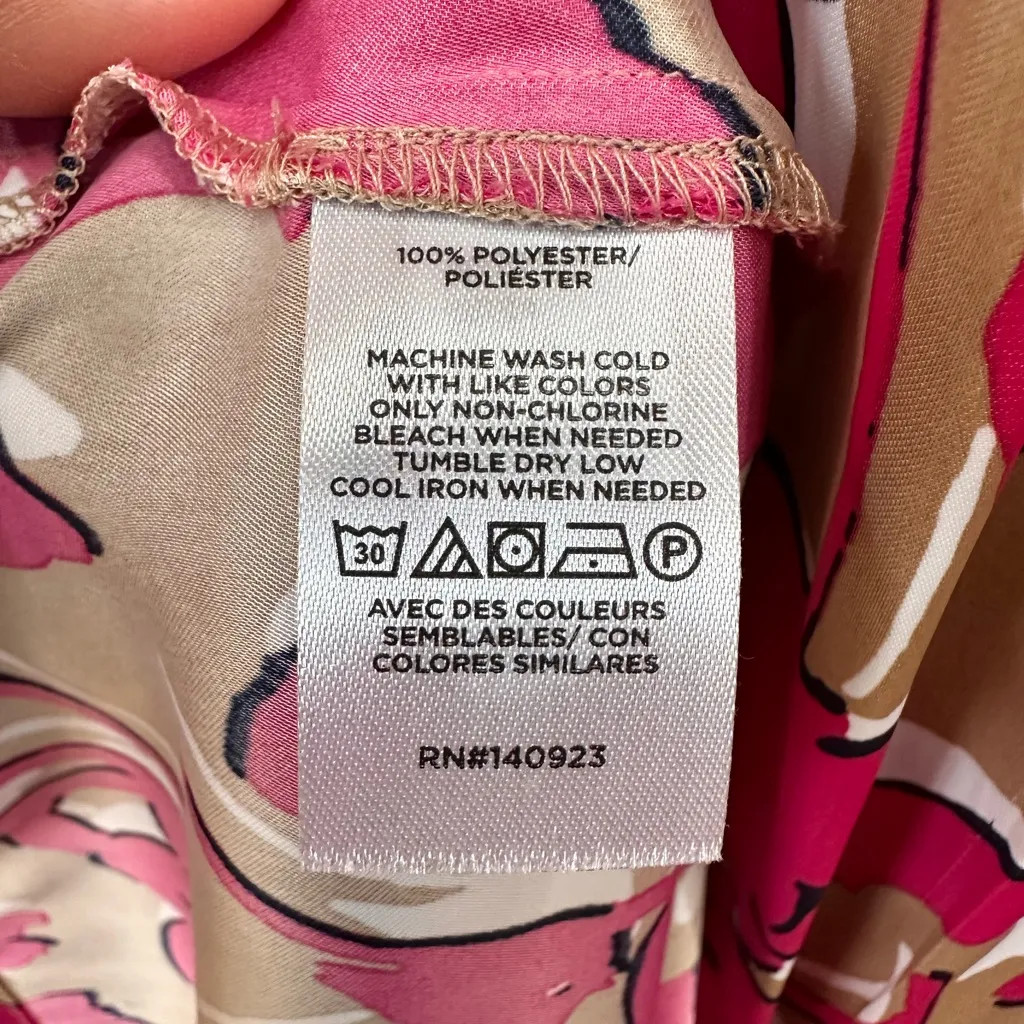 100% POLYESTER/
POLIÉSTER
MACHINE WASH COLD
WITH LIKE COLORS
ONLY NON-CHLORINE
BLEACH WHEN NEEDED
TUMBLE DRY LOW
COOL IRON WHEN NEEDED
30 P
AVEC DES COULEURS
SEMBLABLES/ CON
COLORES SIMILARES
RN#140923